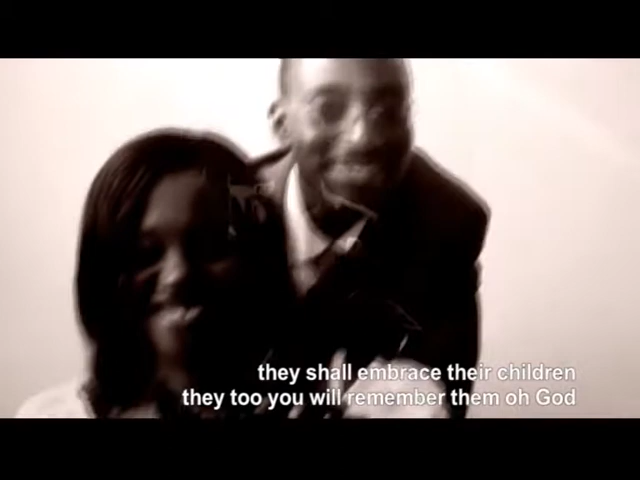 they shall embrace their children
they too you will remember them oh God